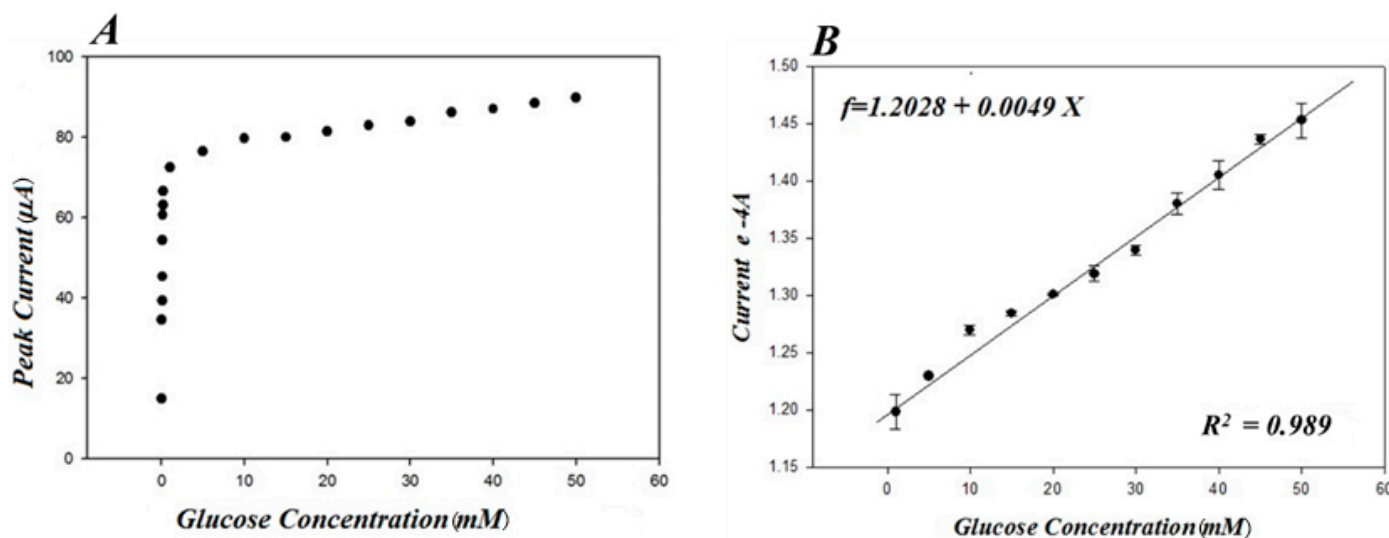 A
100
80
60
40
20
0
0 10 20 30 40 50 60
Peak Current(µA)
Glucose Concentration(mM)
B
1.50
1.45
1.40
1.35
1.30
1.25
1.20
1.15
0 10 20 30 40 50 60
Current e -4A
Glucose Concentration(mM)
f=1.2028 + 0.0049 X
R² = 0.989